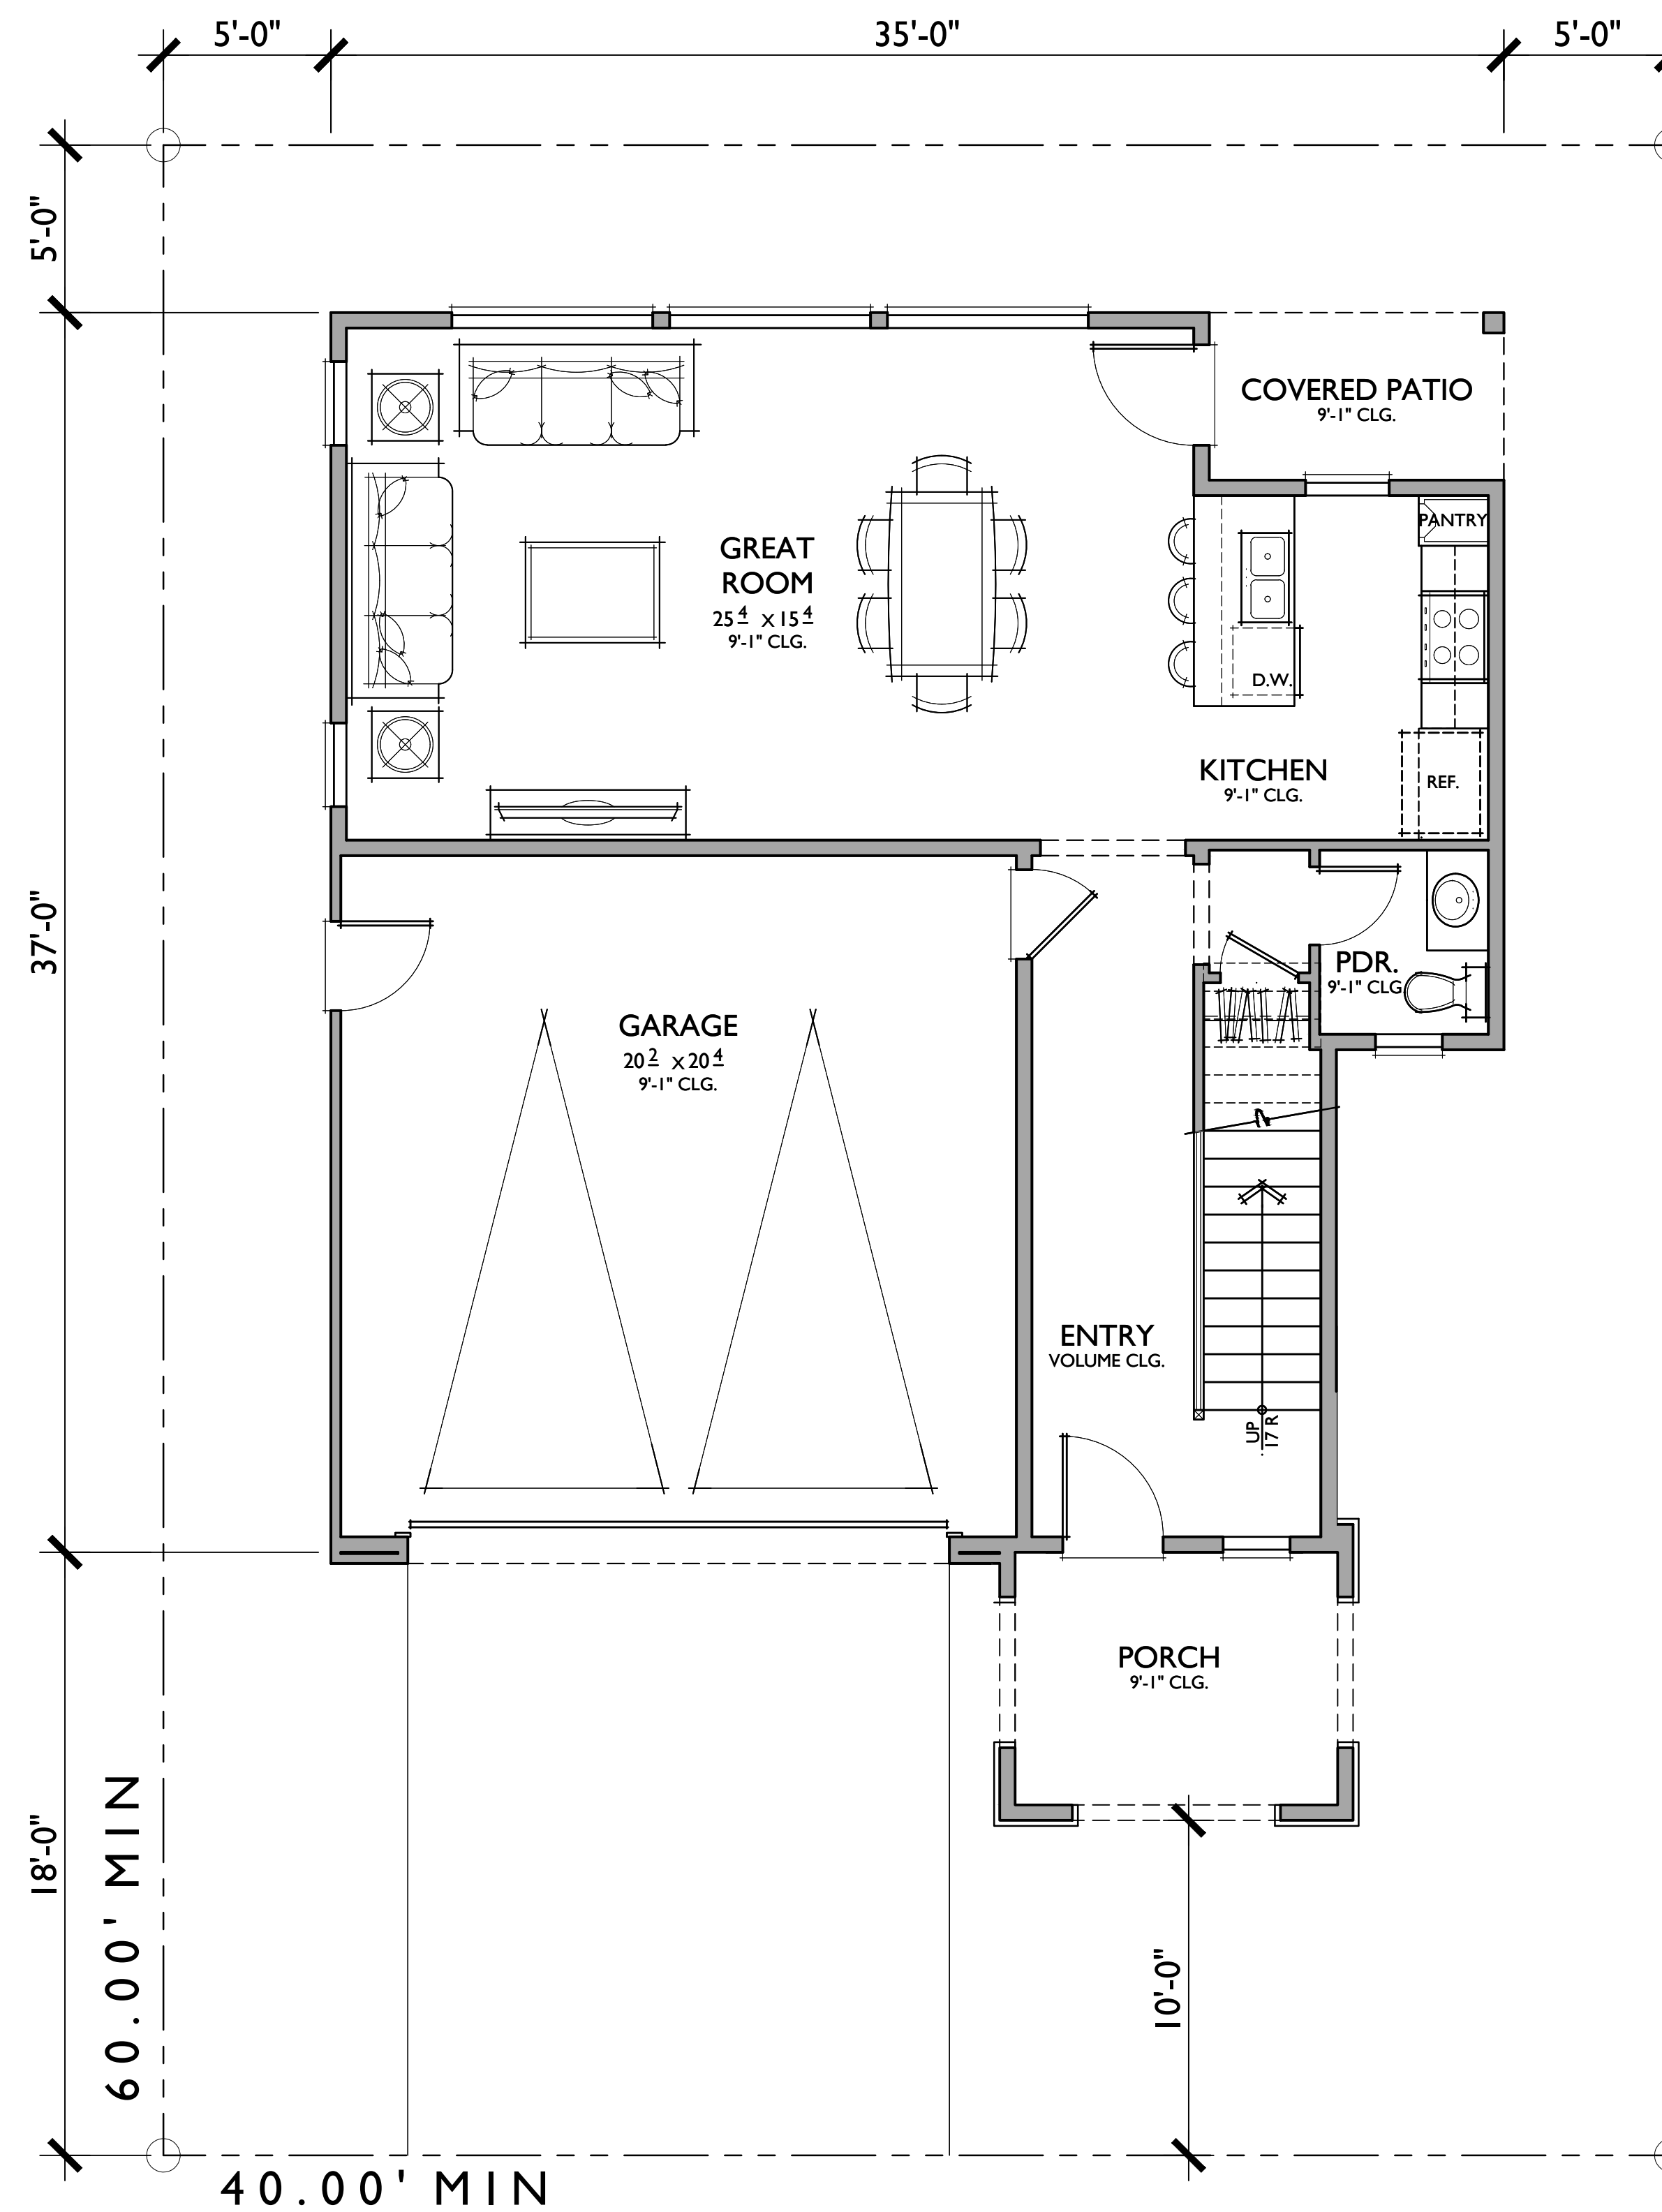 5'-0"
35'-0"
5'-0"
5'-0"
COVERED PATIO
9'-1" CLG.
PANTRY
GREAT
ROOM
25 4 X 15 4
9'-1" CLG.
D.W.
KITCHEN
9'-1" CLG.
REF.
37'-0"
PDR.
9'-1" CLG
GARAGE
20 2 X 20 4
9'-1" CLG.
ENTRY
VOLUME CLG.
UP
17 R
PORCH
9'-1" CLG.
18'-0"
60.00' MIN
10'-0"
40.00' MIN